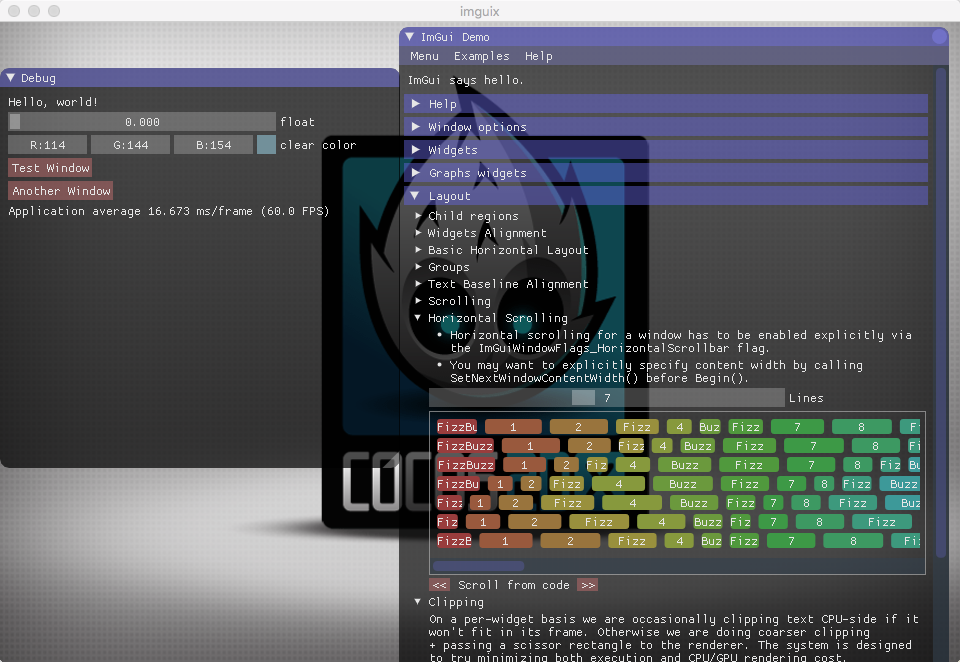 imguix
Debug
Hello, world!
0.000 float
R:114 G:144 B:154 clear color
Test Window
Another Window
Application average 16.673 ms/frame (60.0 FPS)
ImGui Demo
Menu Examples Help
ImGui says hello.
Help
Window options
Widgets
Graphs widgets
Layout
Child regions
Widgets Alignment
Basic Horizontal Layout
Groups
Text Baseline Alignment
Scrolling
Horizontal Scrolling
Horizontal scrolling for a window has to be enabled explicitly via
the ImGuiWindowFlags_HorizontalScrollbar flag.
You may want to explicitly specify content width by calling
SetNextWindowContentWidth() before Begin().
7 Lines
FizzBu 1 2 Fizz 4 Buz Fizz 7 8 Fi
FizzBuzz 1 2 Fizz 4 Buzz Fizz 7 8 Fi
FizzBuzz 1 2 Fiz 4 Buzz Fizz 7 8 Fiz Bu
FizzBu 1 2 Fizz 4 Buzz Fizz 7 8 Fizz Buzz
Fizz 1 2 Fizz 4 Buzz Fizz 7 8 Fizz Buz
Fiz 1 2 Fizz 4 Buzz Fiz 7 8 Fizz
FizzB 1 2 Fizz 4 Buz Fizz 7 8 Fi
<< Scroll from code >>
Clipping
On a per-widget basis we are occasionally clipping text CPU-side if it
won't fit in its frame. Otherwise we are doing coarser clipping
+ passing a scissor rectangle to the renderer. The system is designed
to try minimizing both execution and CPU/GPU rendering cost.